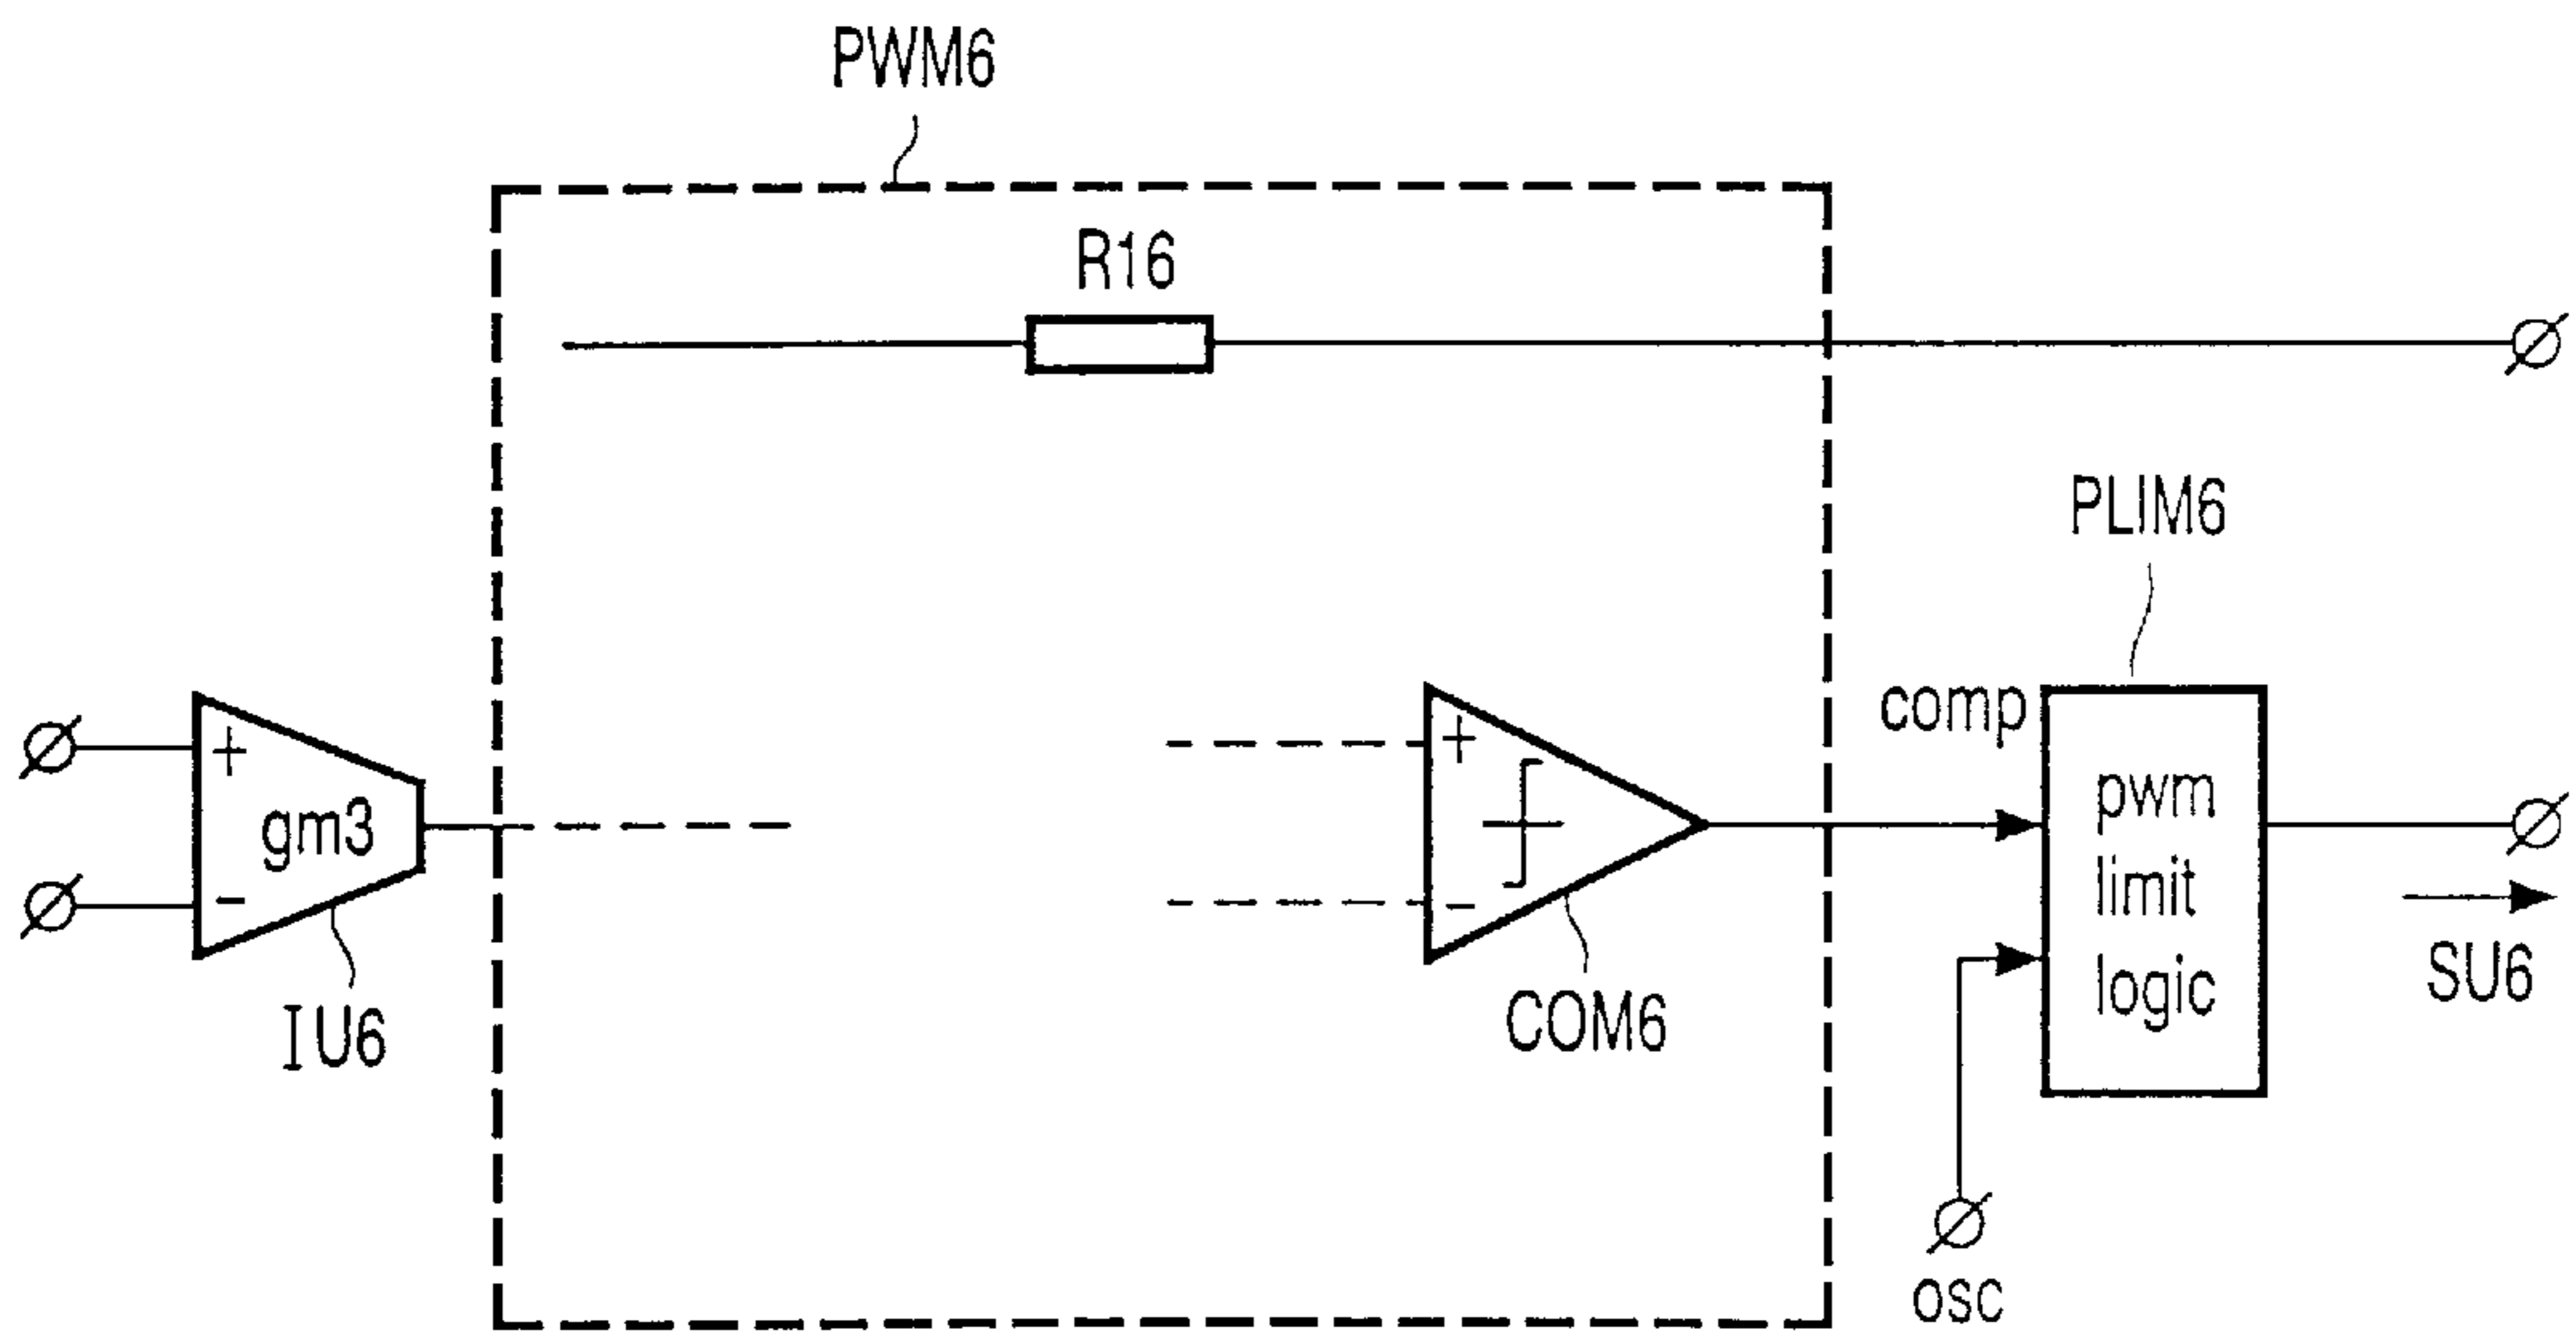 PWM6
R16
PLIM6
comp
+
+
gm3
pwm
limit
logic
-
-
SU6
IU6
COM6
osc